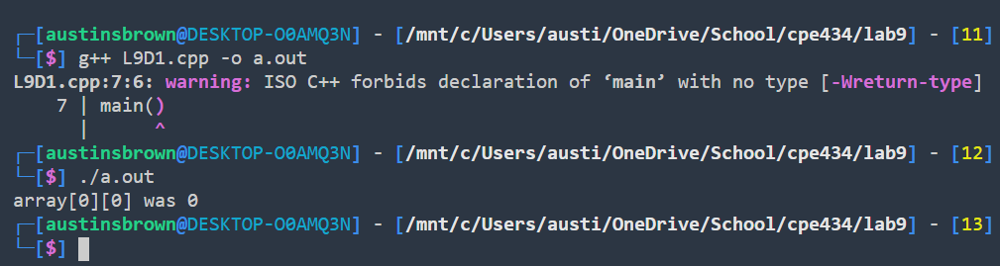 ┌─[austinsbrown@DESKTOP-O0AMQ3N] - [/mnt/c/Users/austi/OneDrive/School/cpe434/lab9] - [11]
└─[$] g++ L9D1.cpp -o a.out
L9D1.cpp:7:6: warning: ISO C++ forbids declaration of ‘main’ with no type [-Wreturn-type]
    7 | main()
      |      ^
┌─[austinsbrown@DESKTOP-O0AMQ3N] - [/mnt/c/Users/austi/OneDrive/School/cpe434/lab9] - [12]
└─[$] ./a.out
array[0][0] was 0
┌─[austinsbrown@DESKTOP-O0AMQ3N] - [/mnt/c/Users/austi/OneDrive/School/cpe434/lab9] - [13]
└─[$]